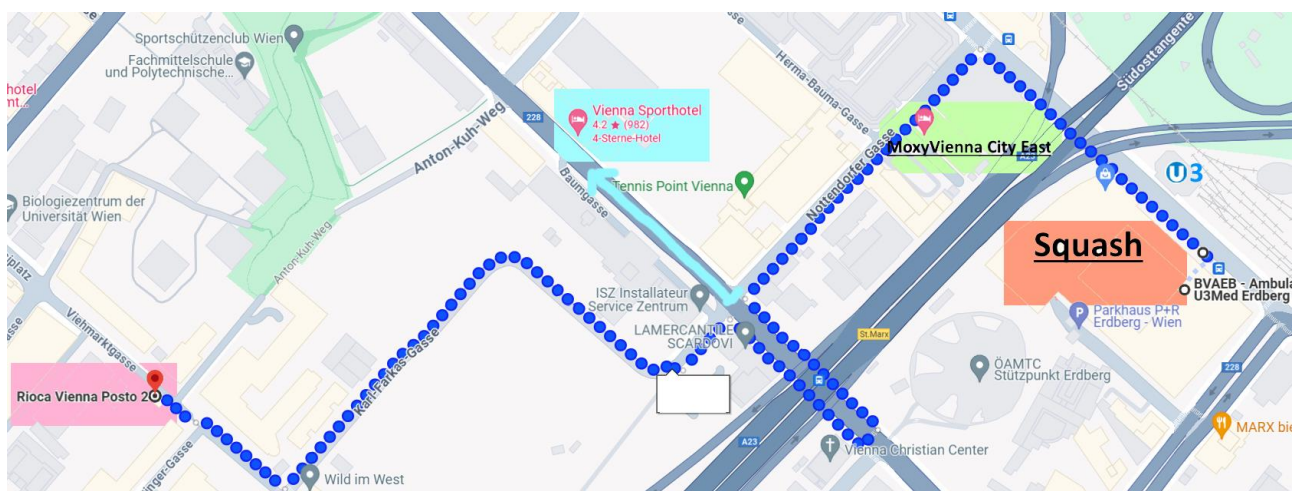 Sportschützenclub Wien
Fachmittelschule
und Polytechnische...
hotel
mt...
228
Anton-Kuh-Weg
Vienna Sporthotel
4.2 ★ (982)
4-Sterne-Hotel
Baumgasse
Tennis Point Vienna
Herma-Bauma-Gasse
Nottendorfer Gasse
MoxyVienna City East
A23
Südosttangente
U3
Squash
BVAEB - Ambula
U3Med Erdberg
Parkhaus P+R
Erdberg - Wien
P
228
Biologiezentrum der
Universität Wien
Anton-Kuh-Weg
ISZ Installateur
Service Zentrum
LAMERCANTILE
SCARDOVI
St.Marx
ÖAMTC
Stützpunkt Erdberg
Viehmarktgasse
Rioca Vienna Posto 2
Karl-Farkas-Gasse
A23
Vienna Christian Center
MARX bie
Wild im West
inger-Gasse